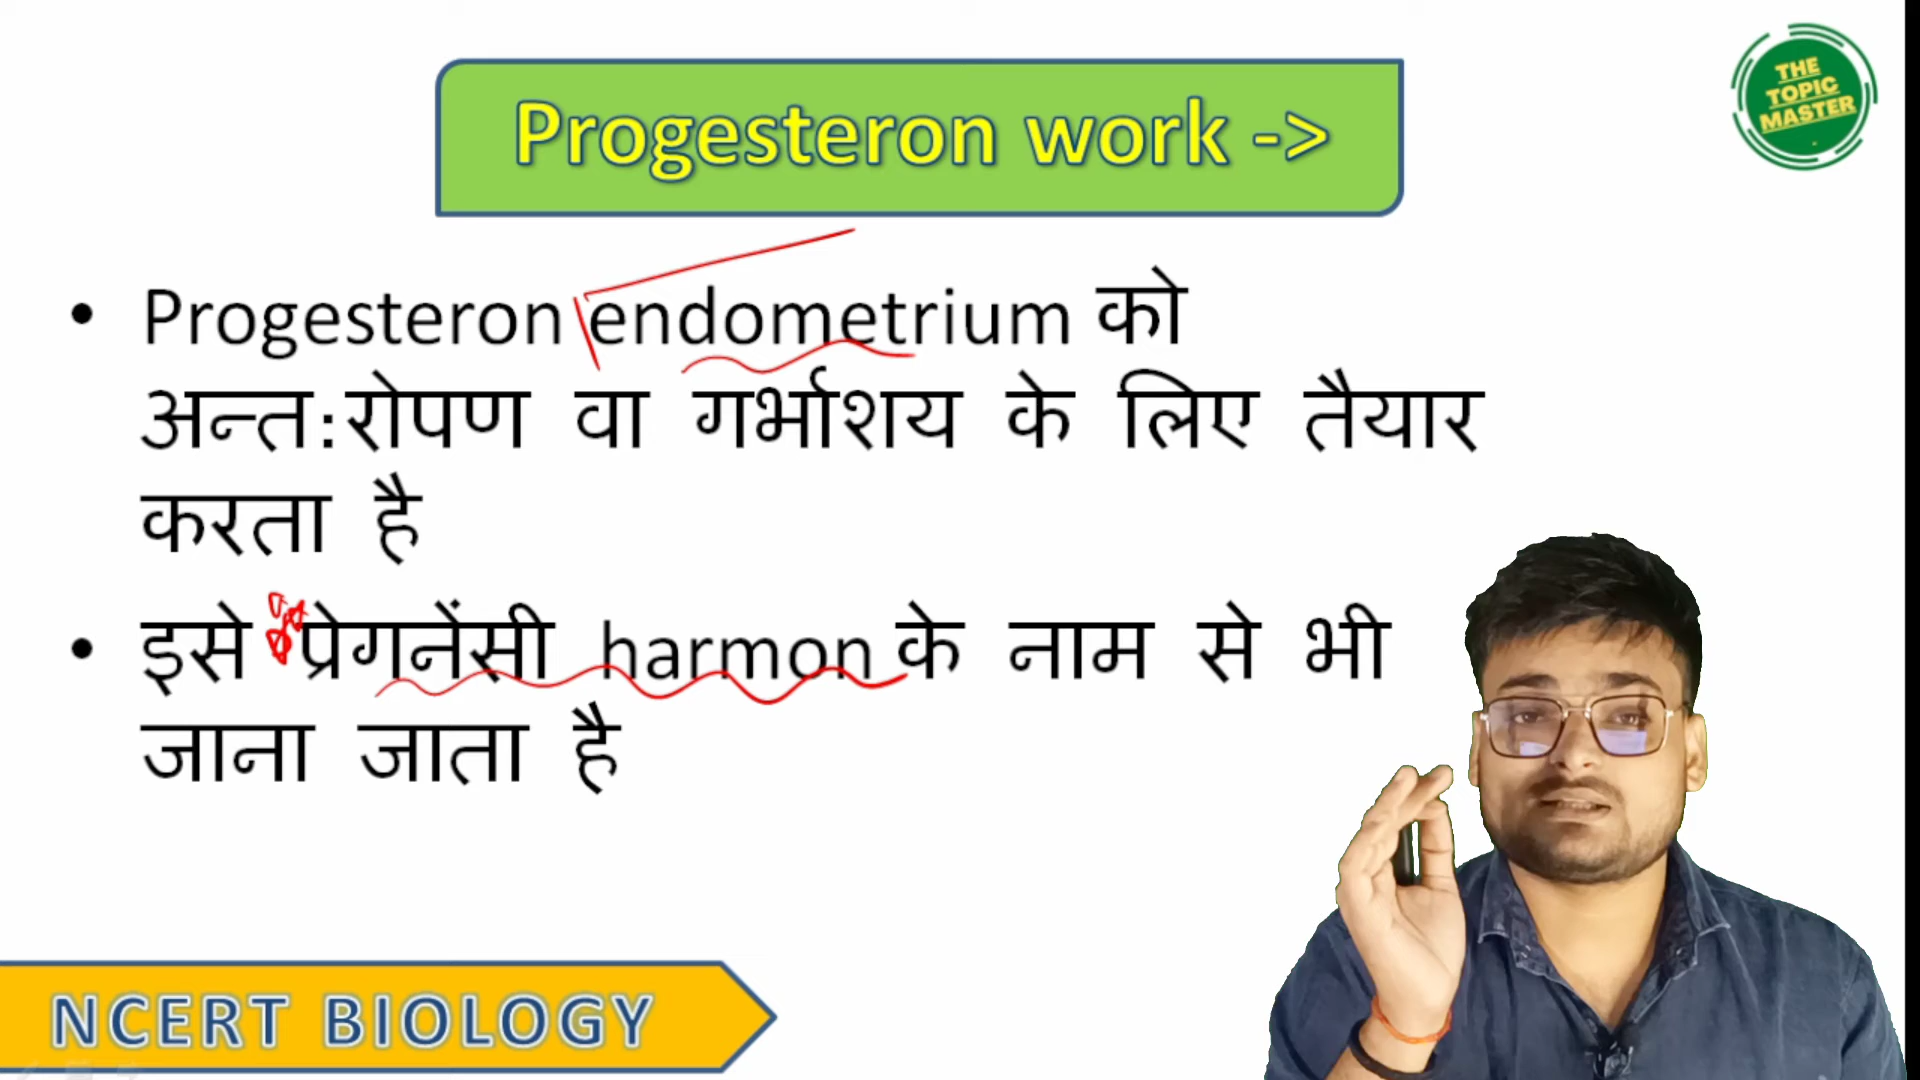 THE
TOPIC
MASTER
Progesteron work ->
• Progesteron endometrium को
अन्त:रोपण वा गर्भाशय के लिए तैयार
करता है
• इसे प्रेगनेंसी harmon के नाम से भी
जाना जाता है
NCERT BIOLOGY